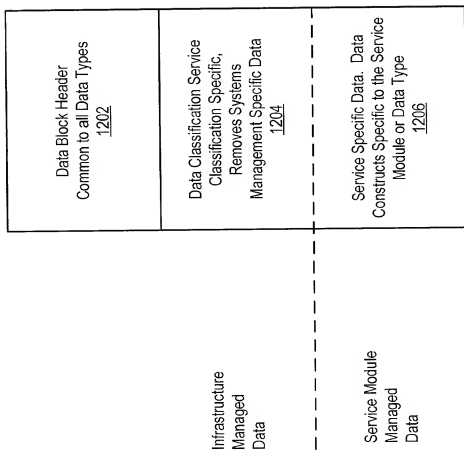 Data Block Header
Common to all Data Types
1202
Infrastructure
Managed
Data
Data Classification Service
Classification Specific,
Removes Systems
Management Specific Data
1204
Service Module
Managed
Data
Service Specific Data. Data
Constructs Specific to the Service
Module or Data Type
1206